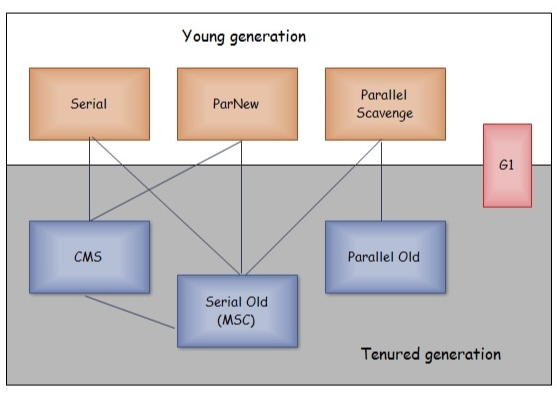 Young generation
Serial
ParNew
Parallel
Scavenge
G1
CMS
Serial Old
(MSC)
Parallel Old
Tenured generation